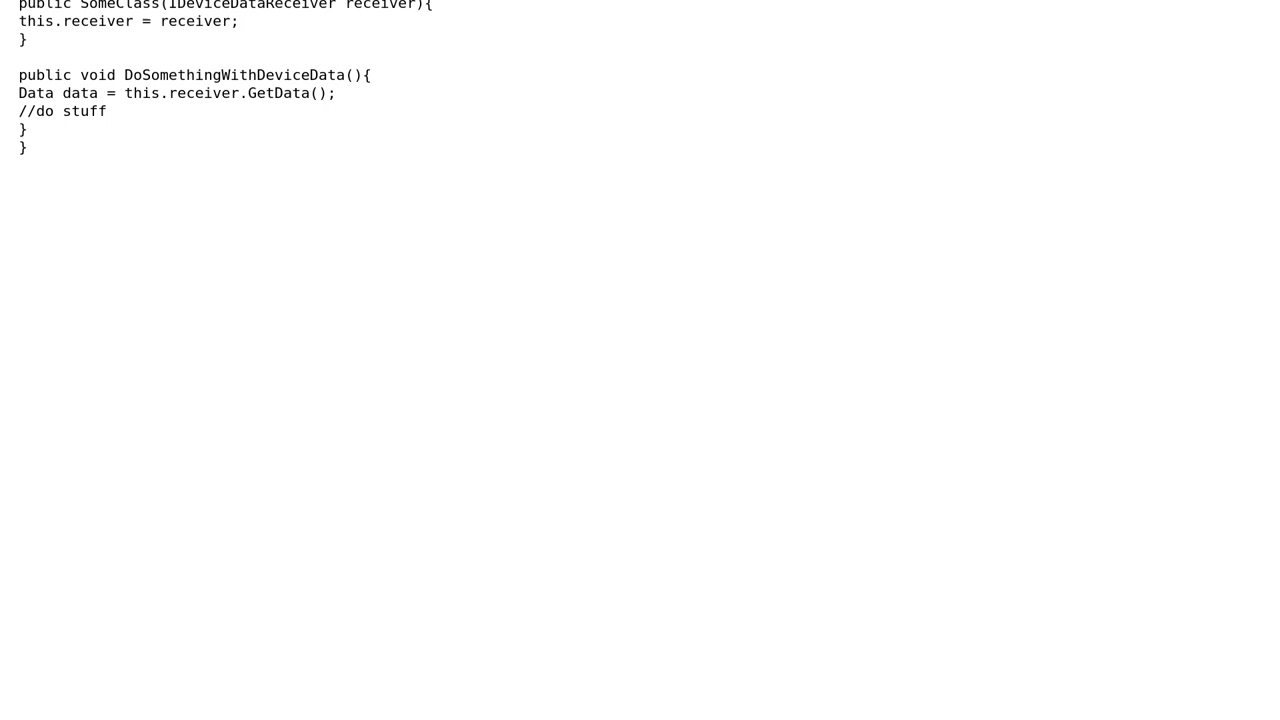 public SomeClass(IDeviceDataReceiver receiver){
this.receiver = receiver;
}

public void DoSomethingWithDeviceData(){
Data data = this.receiver.GetData();
//do stuff
}
}